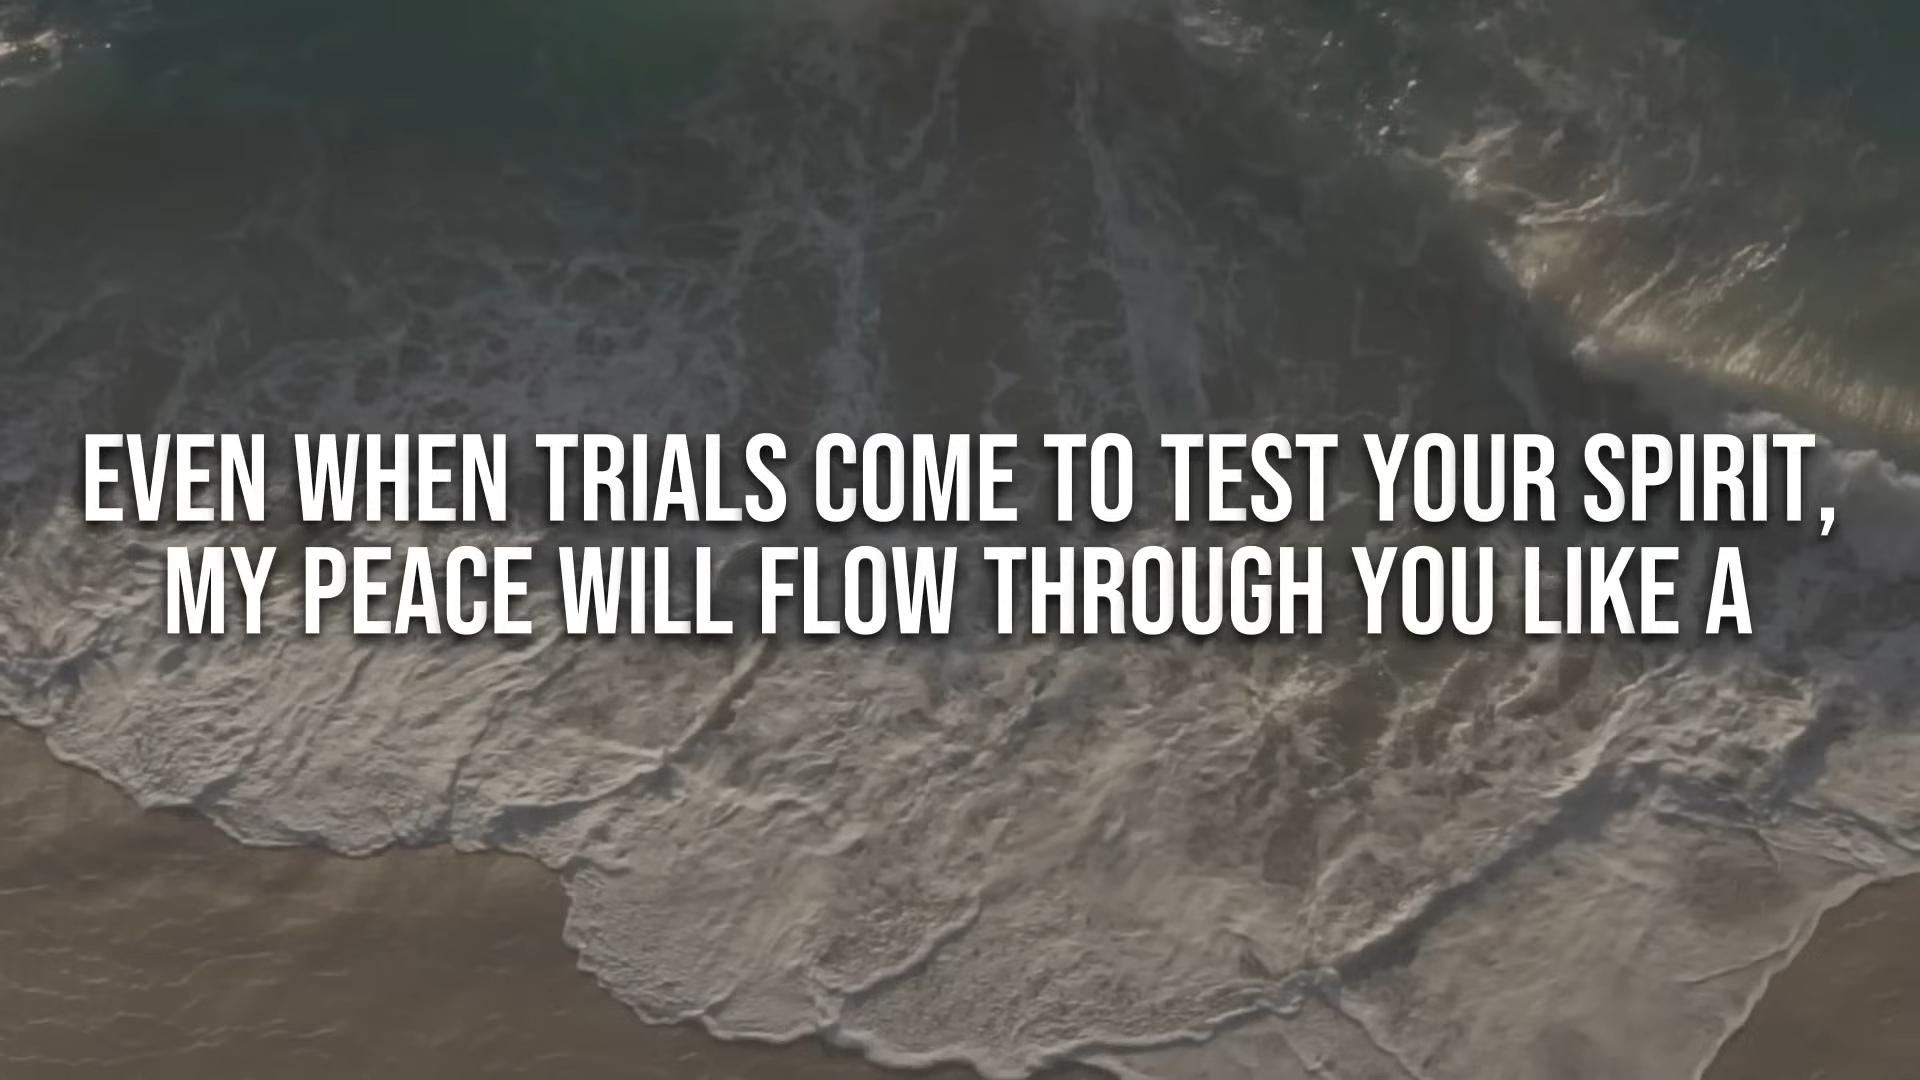 EVEN WHEN TRIALS COME TO TEST YOUR SPIRIT,
MY PEACE WILL FLOW THROUGH YOU LIKE A